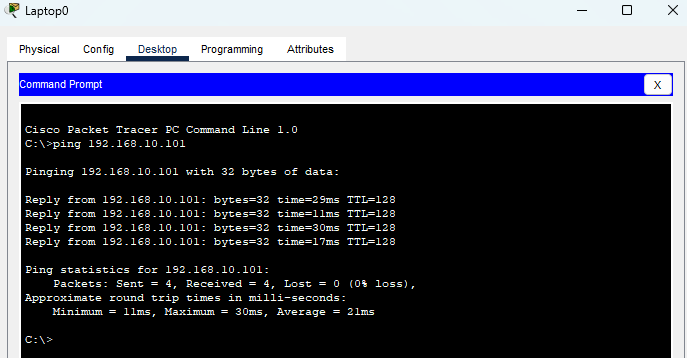 Laptop0
Physical Config Desktop Programming Attributes
Command Prompt X
Cisco Packet Tracer PC Command Line 1.0
C:\>ping 192.168.10.101
Pinging 192.168.10.101 with 32 bytes of data:
Reply from 192.168.10.101: bytes=32 time=29ms TTL=128
Reply from 192.168.10.101: bytes=32 time=11ms TTL=128
Reply from 192.168.10.101: bytes=32 time=30ms TTL=128
Reply from 192.168.10.101: bytes=32 time=17ms TTL=128
Ping statistics for 192.168.10.101:
Packets: Sent = 4, Received = 4, Lost = 0 (0% loss),
Approximate round trip times in milli-seconds:
Minimum = 11ms, Maximum = 30ms, Average = 21ms
C:\>